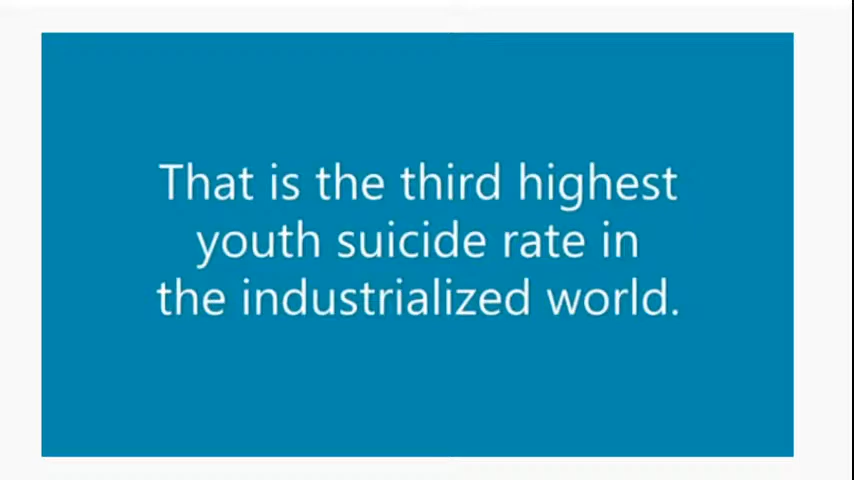 That is the third highest
youth suicide rate in
the industrialized world.